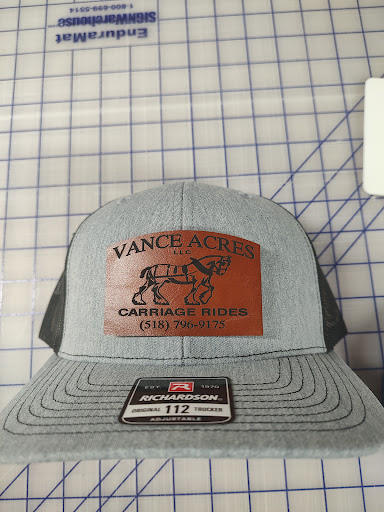 EnduraMat
SIGNWarehouse
1-800-699-5514
VANCE ACRES
LLC
CARRIAGE RIDES
(518) 796-9175
EST. 1970
R
RICHARDSON
ORIGINAL 112 TRUCKER
ADJUSTABLE